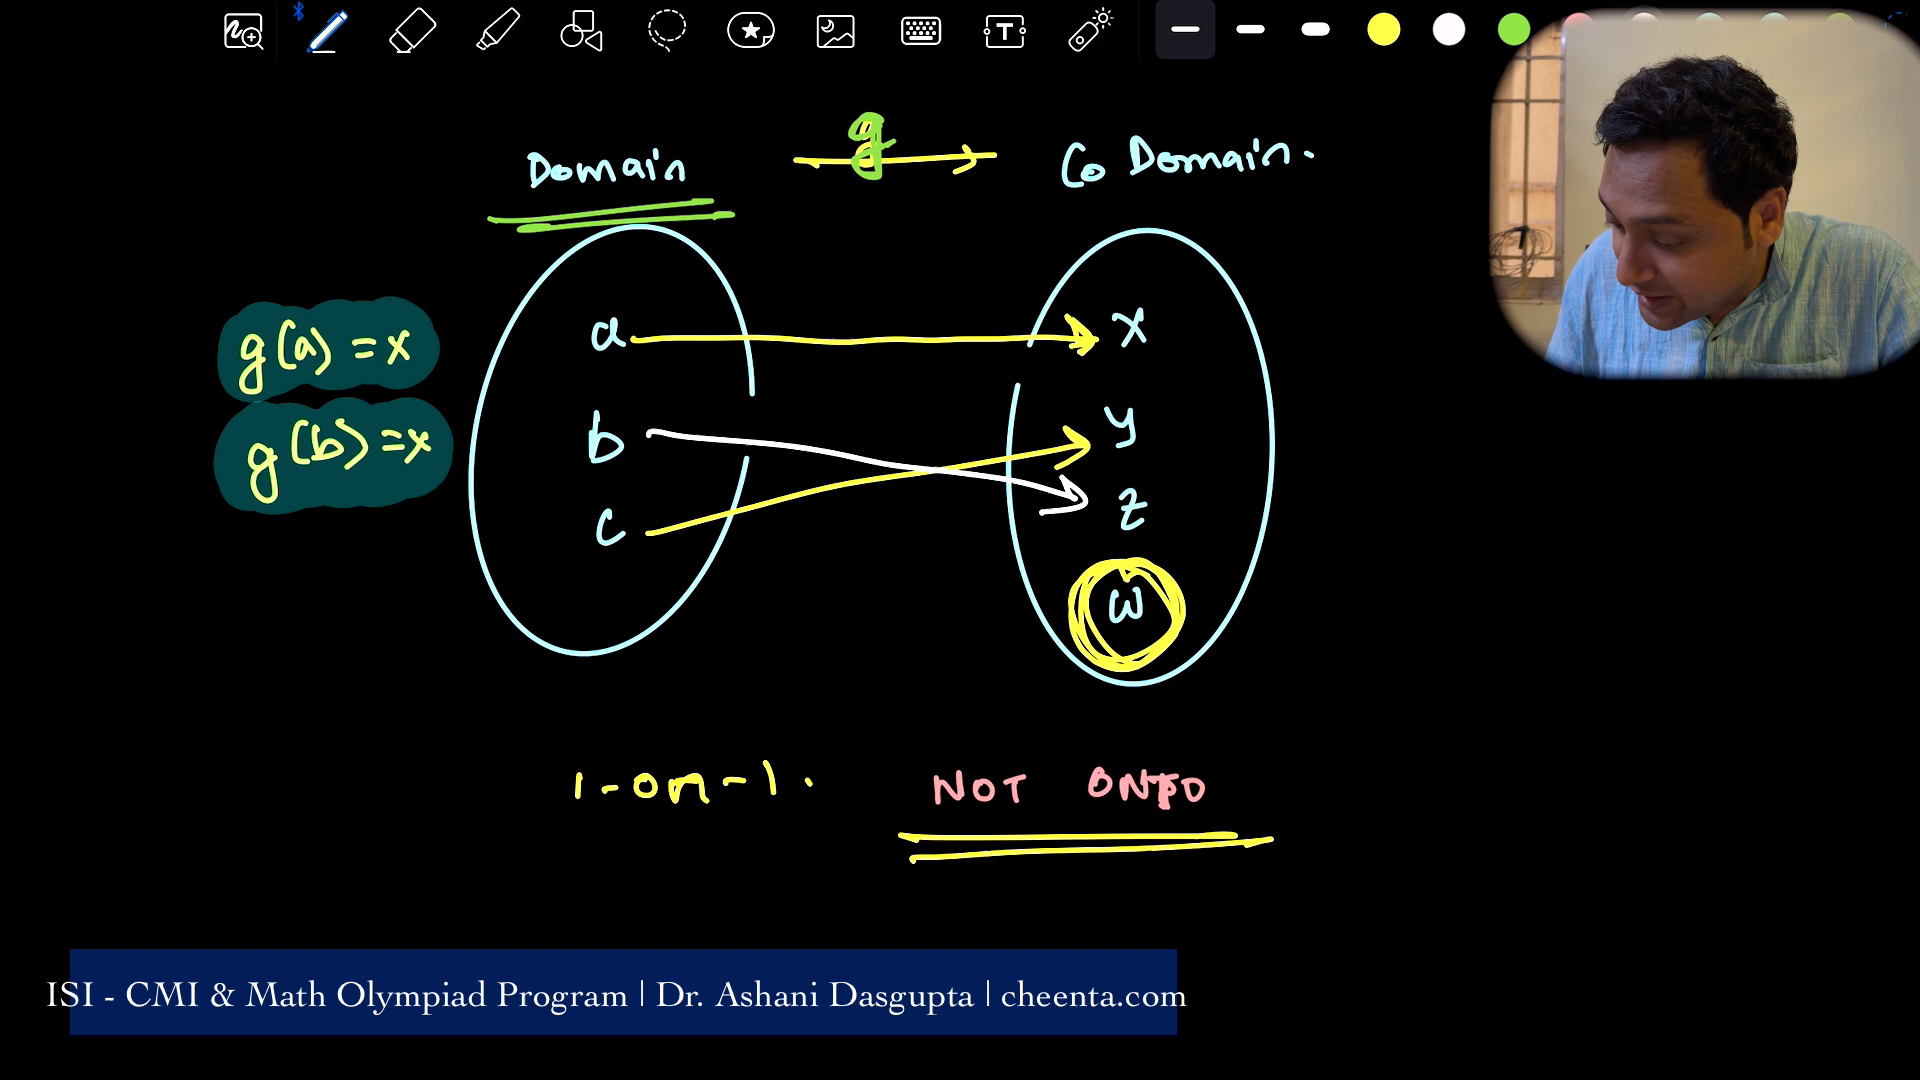 g
Domain
Co Domain.
a
x
g(a) = x
b
y
g(b) = x
c
z
ω
1-on-1.
NOT ONTO
ISI - CMI & Math Olympiad Program | Dr. Ashani Dasgupta | cheenta.com